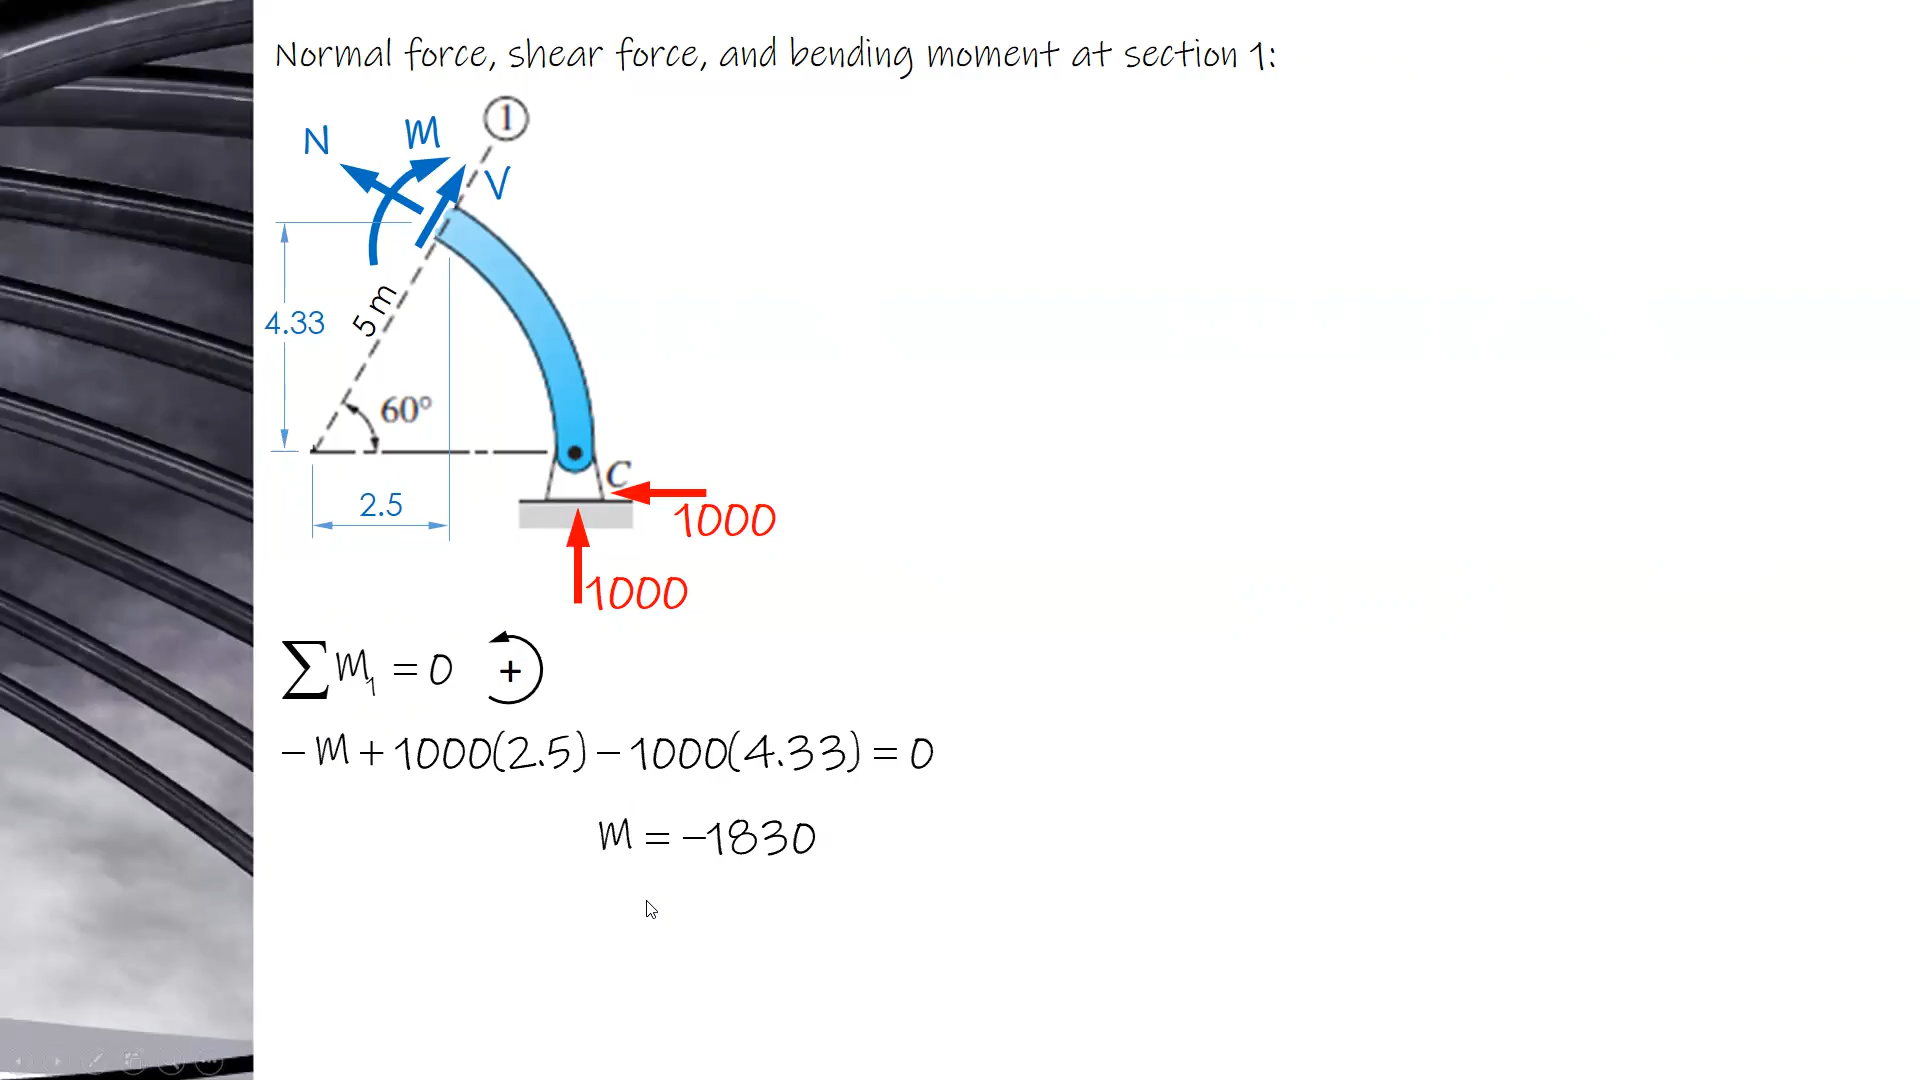 Normal force, shear force, and bending moment at section 1:
1
N
M
V
4.33
5 m
60°
C
2.5
1000
1000
∑M₁ = 0 +
−M + 1000(2.5) − 1000(4.33) = 0
M = −1830